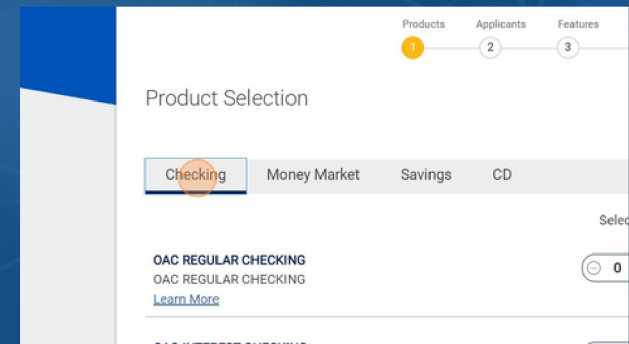 Products Applicants Features
1 2 3
Product Selection
Checking Money Market Savings CD
OAC REGULAR CHECKING
OAC REGULAR CHECKING
0
Learn More